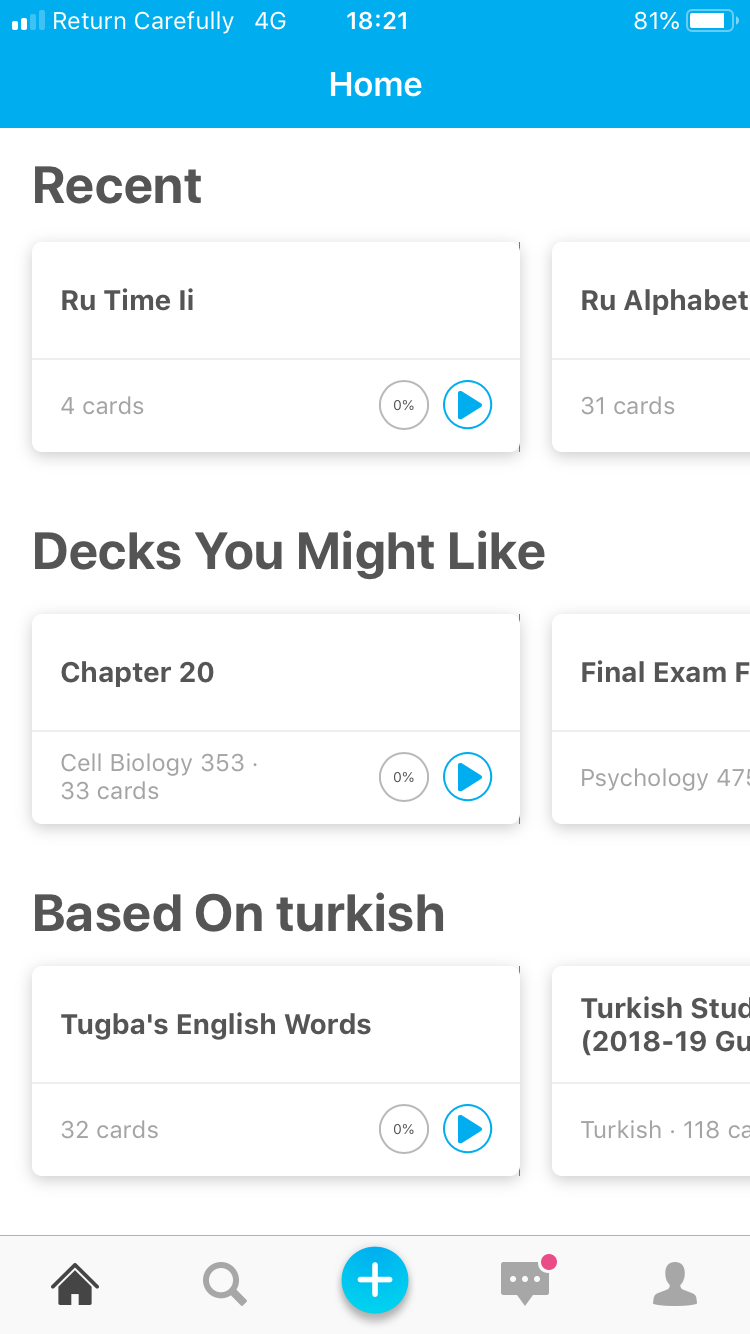 Return Carefully 4G 18:21 81%
Home
Recent
Ru Time Ii
4 cards
0%
Ru Alphabet
31 cards
Decks You Might Like
Chapter 20
Cell Biology 353 ·
33 cards
0%
Final Exam F
Psychology 475
Based On turkish
Tugba's English Words
32 cards
0%
Turkish Stud
(2018-19 Gu
Turkish · 118 ca